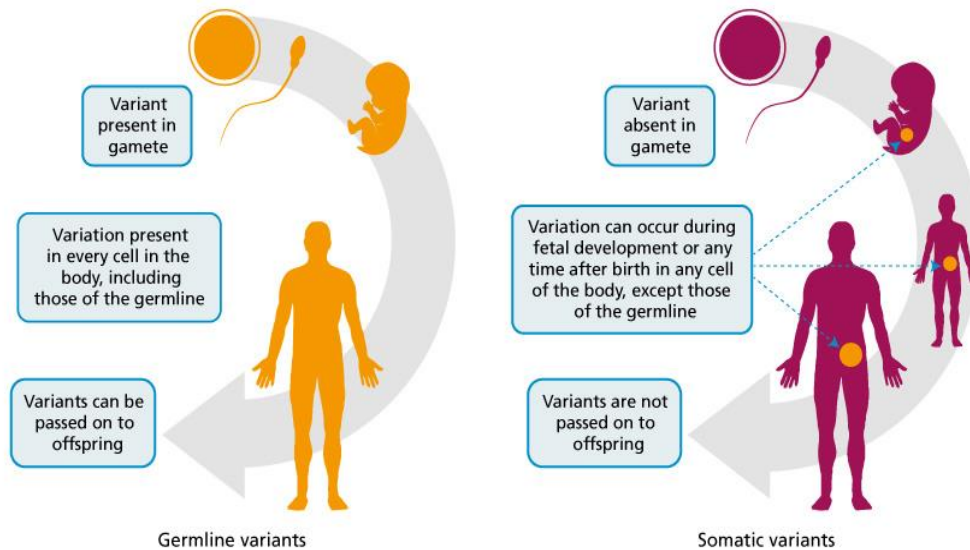 Variant
present in
gamete
Variation present
in every cell in the
body, including
those of the germline
Variants can be
passed on to
offspring
Germline variants
Variant
absent in
gamete
Variation can occur during
fetal development or any
time after birth in any cell
of the body, except those
of the germline
Variants are not
passed on to
offspring
Somatic variants